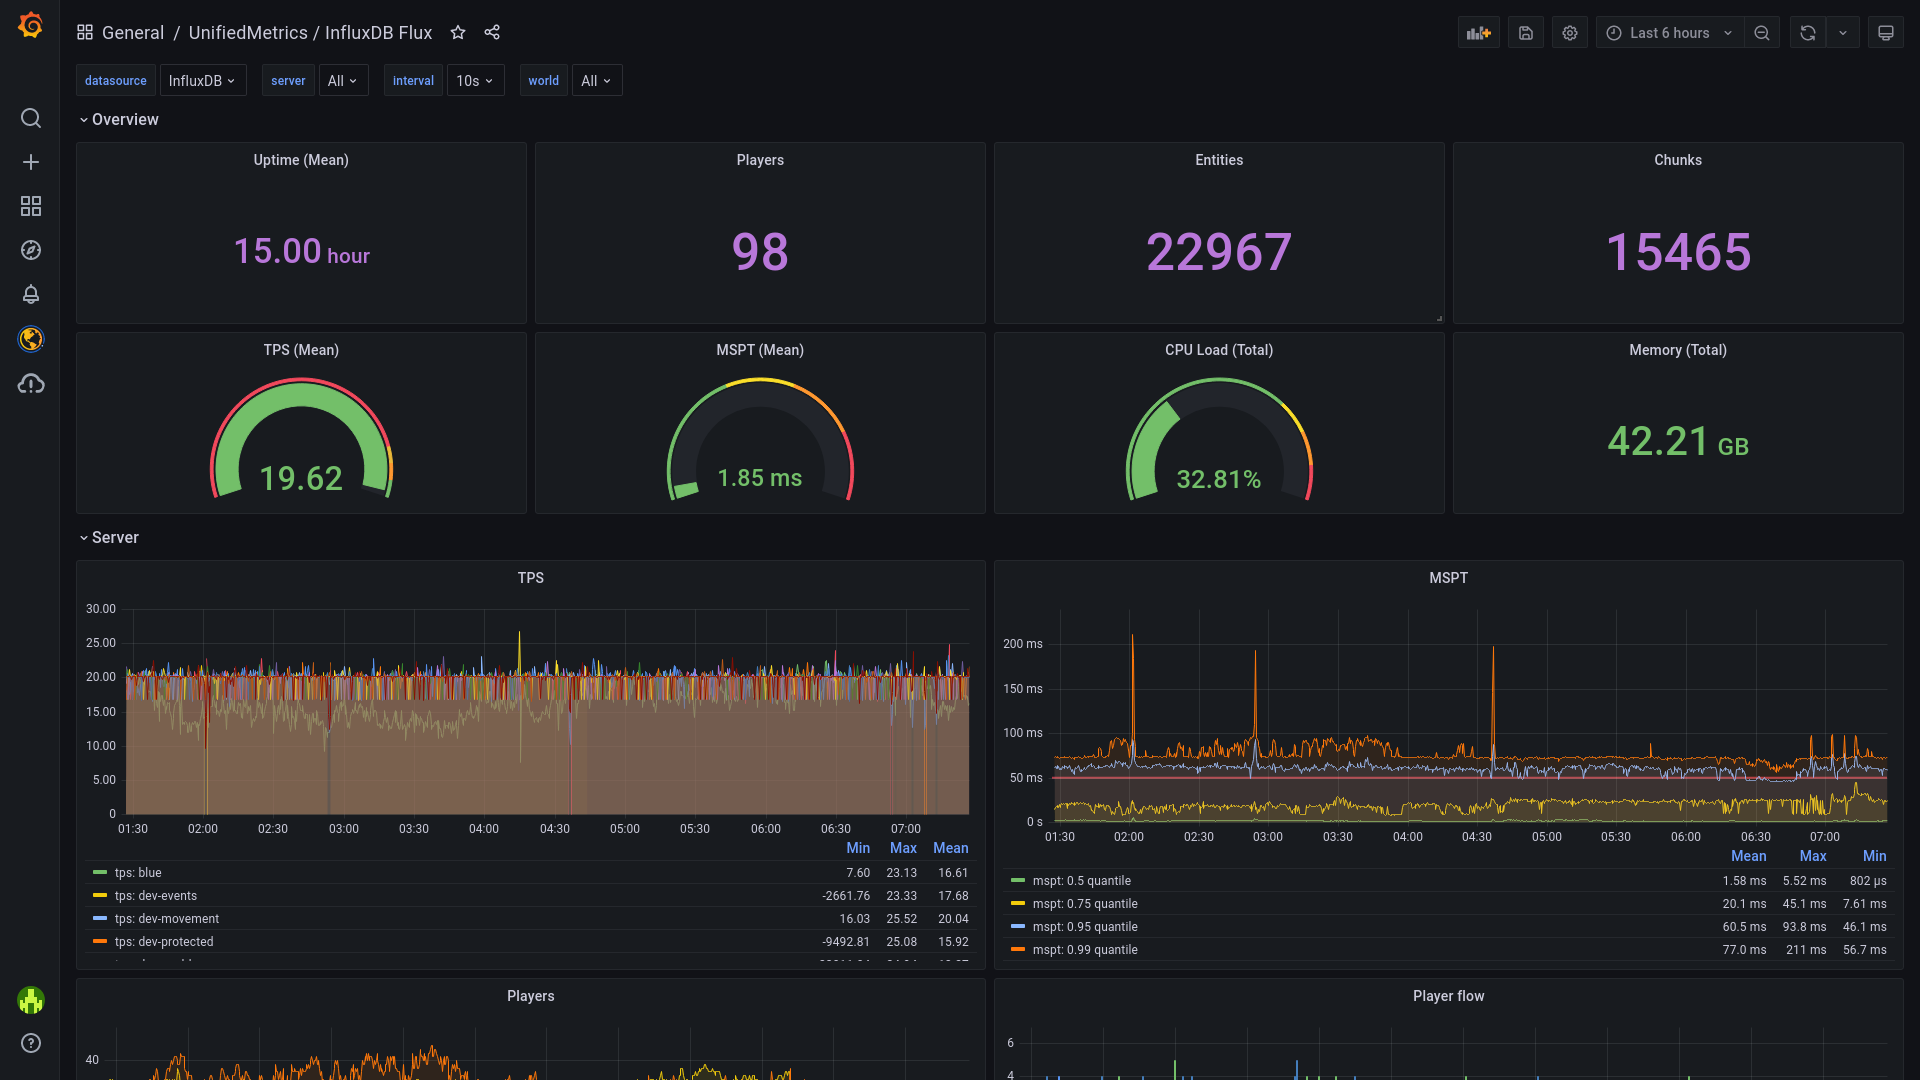 General / UnifiedMetrics / InfluxDB Flux
Last 6 hours
datasource InfluxDB server All interval 10s world All
Overview
Uptime (Mean)
15.00 hour
Players
98
Entities
22967
Chunks
15465
TPS (Mean)
19.62
MSPT (Mean)
1.85 ms
CPU Load (Total)
32.81%
Memory (Total)
42.21 GB
Server
TPS
30.00
25.00
20.00
15.00
10.00
5.00
0
01:30 02:00 02:30 03:00 03:30 04:00 04:30 05:00 05:30 06:00 06:30 07:00
Min Max Mean
tps: blue 7.60 23.13 16.61
tps: dev-events -2661.76 23.33 17.68
tps: dev-movement 16.03 25.52 20.04
tps: dev-protected -9492.81 25.08 15.92
MSPT
200 ms
150 ms
100 ms
50 ms
0 s
01:30 02:00 02:30 03:00 03:30 04:00 04:30 05:00 05:30 06:00 06:30 07:00
Mean Max Min
mspt: 0.5 quantile 1.58 ms 5.52 ms 802 µs
mspt: 0.75 quantile 20.1 ms 45.1 ms 7.61 ms
mspt: 0.95 quantile 60.5 ms 93.8 ms 46.1 ms
mspt: 0.99 quantile 77.0 ms 211 ms 56.7 ms
Players
40
Player flow
6
4